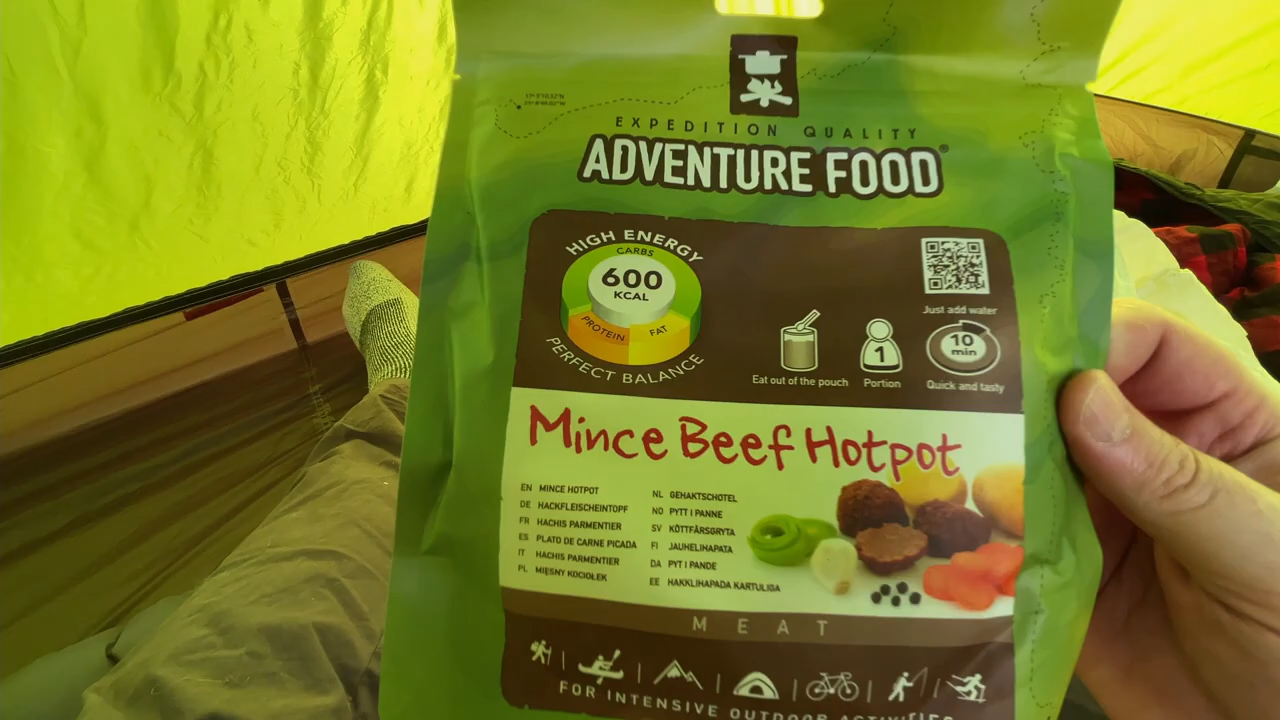 EXPEDITION QUALITY
ADVENTURE FOOD®
HIGH ENERGY
CARBS
600
KCAL
PROTEIN
FAT
PERFECT BALANCE
Just add water
1
10
min
Eat out of the pouch
Portion
Quick and tasty
Mince Beef Hotpot
EN MINCE HOTPOT
DE HACKFLEISCHEINTOPF
FR HACHIS PARMENTIER
ES PLATO DE CARNE PICADA
IT HACHIS PARMENTIER
PL MIĘSNY KOCIOŁEK
NL GEHAKTSCHOTEL
NO PYTT I PANNE
SV KÖTTFÄRSGRYTA
FI JAUHELIHAPATA
DA PYT I PANDE
EE HAKKLIHAPADA KARTULIGA
MEAT
FOR INTENSIVE OUTDOOR ACTIVITIES